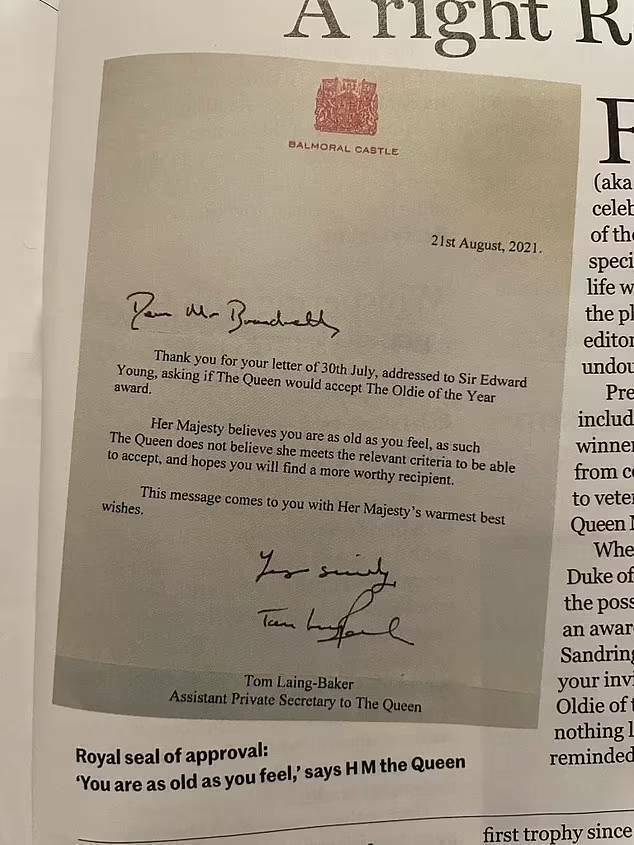 A right R
BALMORAL CASTLE
21st August, 2021.
Dear Mr Brandreth,
Thank you for your letter of 30th July, addressed to Sir Edward
Young, asking if The Queen would accept The Oldie of the Year
award.
Her Majesty believes you are as old as you feel, as such
The Queen does not believe she meets the relevant criteria to be able
to accept, and hopes you will find a more worthy recipient.
This message comes to you with Her Majesty's warmest best
wishes.
Yours sincerely,
Tom Laing-Baker
Assistant Private Secretary to The Queen
Royal seal of approval:
'You are as old as you feel,' says H M the Queen
(aka
celeb
of the
speci
life w
the pl
editor
undou
Pre
includ
winner
from c
to veter
Queen
Whe
Duke of
the poss
an awar
Sandring
your invi
Oldie of t
nothing l
reminded
first trophy since